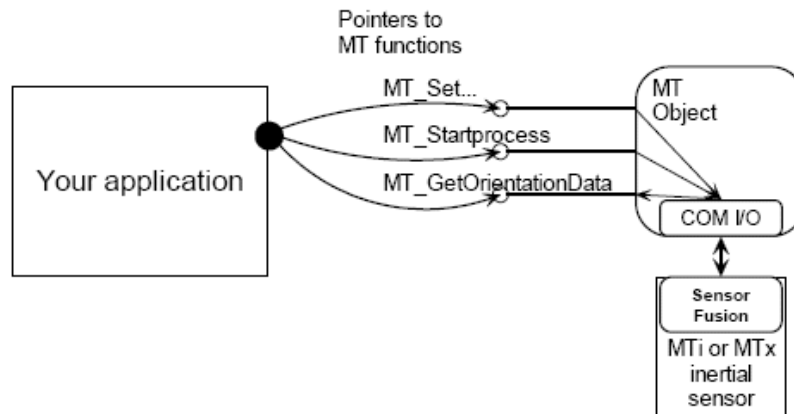 Pointers to
MT functions
MT_Set...
MT_Startprocess
MT_GetOrientationData
Your application
MT
Object
COM I/O
Sensor
Fusion
MTi or MTx
inertial
sensor